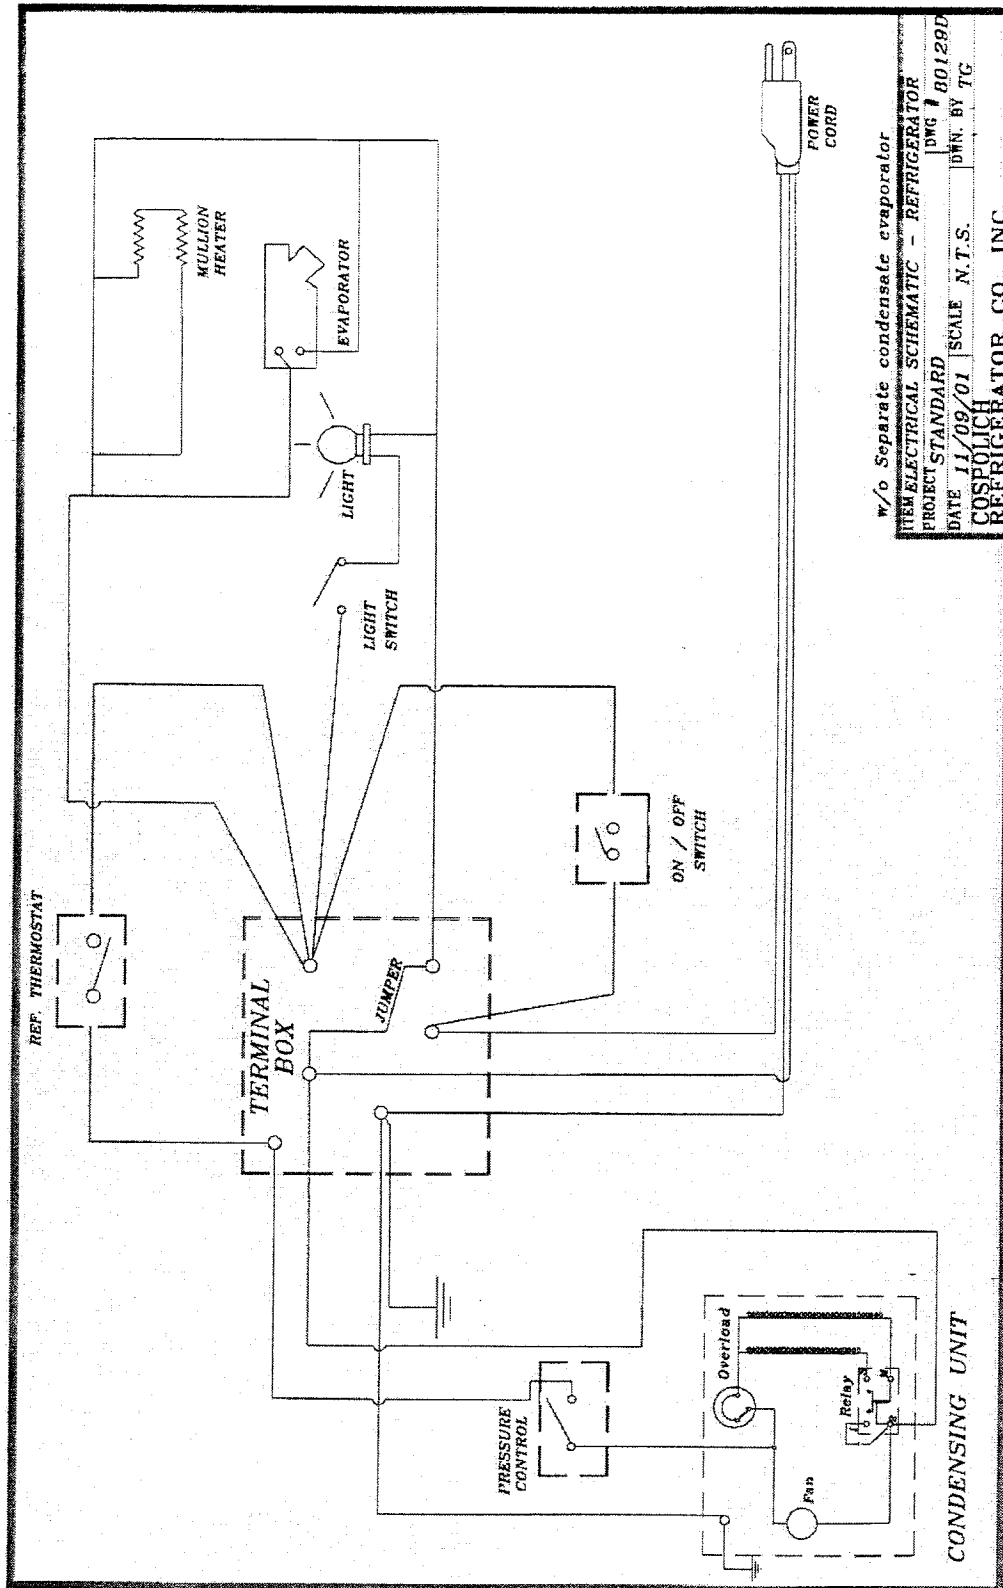 REF. THERMOSTAT
TERMINAL
BOX
JUMPER
MULLION
HEATER
EVAPORATOR
LIGHT
LIGHT
SWITCH
ON / OFF
SWITCH
POWER
CORD
PRESSURE
CONTROL
Overload
Relay
Fan
CONDENSING UNIT
w/o Separate condensate evaporator
ITEM ELECTRICAL SCHEMATIC - REFRIGERATOR
PROJECT STANDARD DWG # 80129D
DATE 11/09/01 SCALE N.T.S. DWN. BY TG
COSPOLICH
REFRIGERATOR CO. INC.